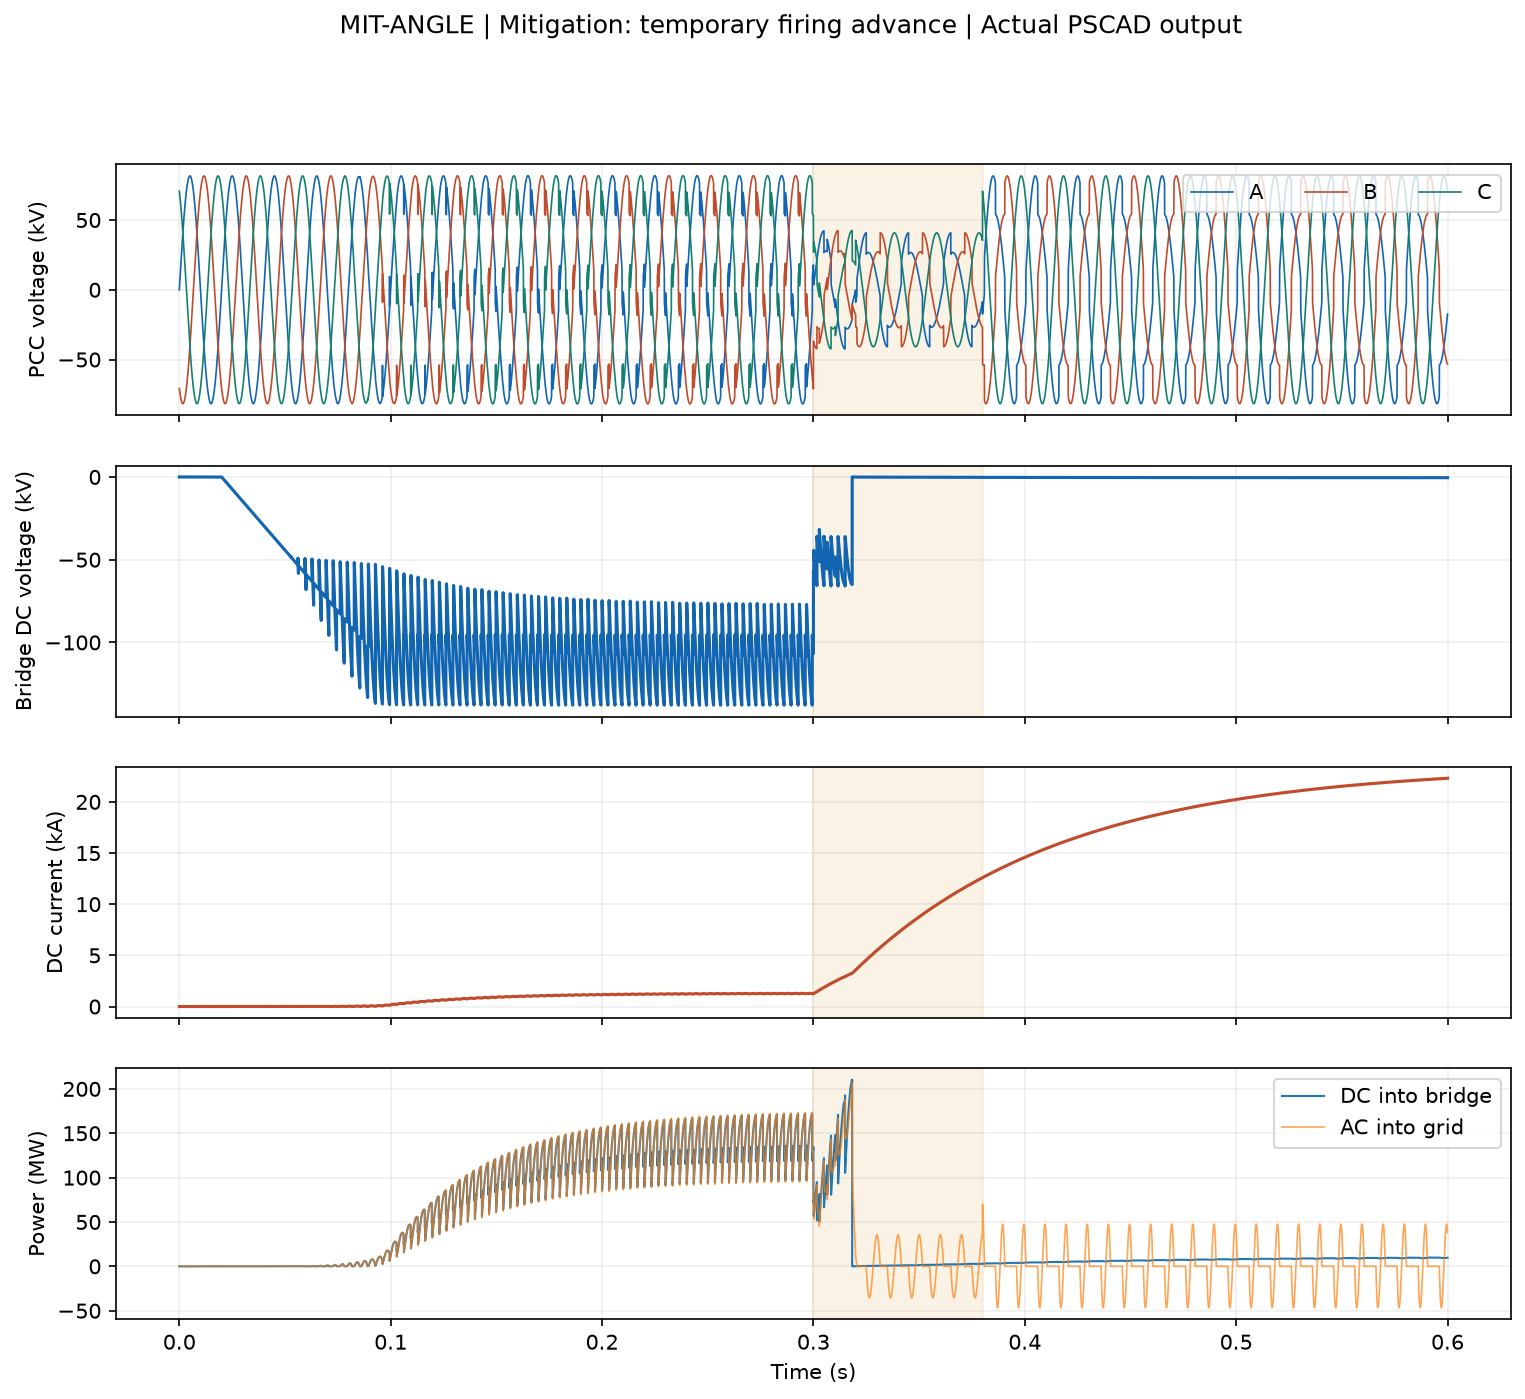 MIT-ANGLE | Mitigation: temporary firing advance | Actual PSCAD output
PCC voltage (kV)
50
0
−50
A B C
Bridge DC voltage (kV)
0
−50
−100
DC current (kA)
20
15
10
5
0
Power (MW)
200
150
100
50
0
−50
DC into bridge
AC into grid
0.0 0.1 0.2 0.3 0.4 0.5 0.6
Time (s)